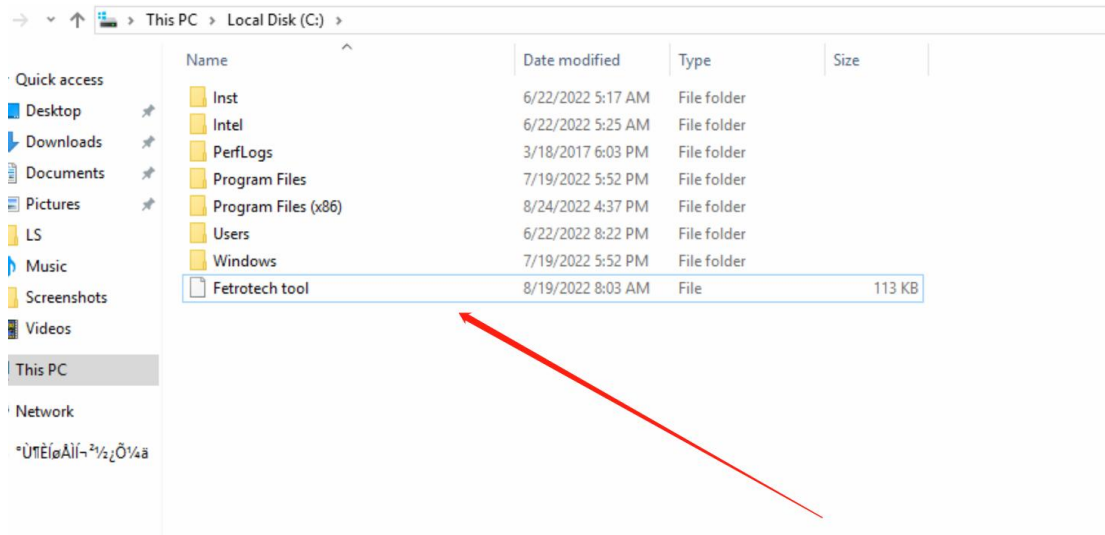 This PC > Local Disk (C:) >
Name Date modified Type Size
Quick access
Desktop
Downloads
Documents
Pictures
LS
Music
Screenshots
Videos
This PC
Network
°Ù¶ÈÍøÅÌÍ¬²½¿Õ¼ä
Inst 6/22/2022 5:17 AM File folder
Intel 6/22/2022 5:25 AM File folder
PerfLogs 3/18/2017 6:03 PM File folder
Program Files 7/19/2022 5:52 PM File folder
Program Files (x86) 8/24/2022 4:37 PM File folder
Users 6/22/2022 8:22 PM File folder
Windows 7/19/2022 5:52 PM File folder
Fetrotech tool 8/19/2022 8:03 AM File 113 KB